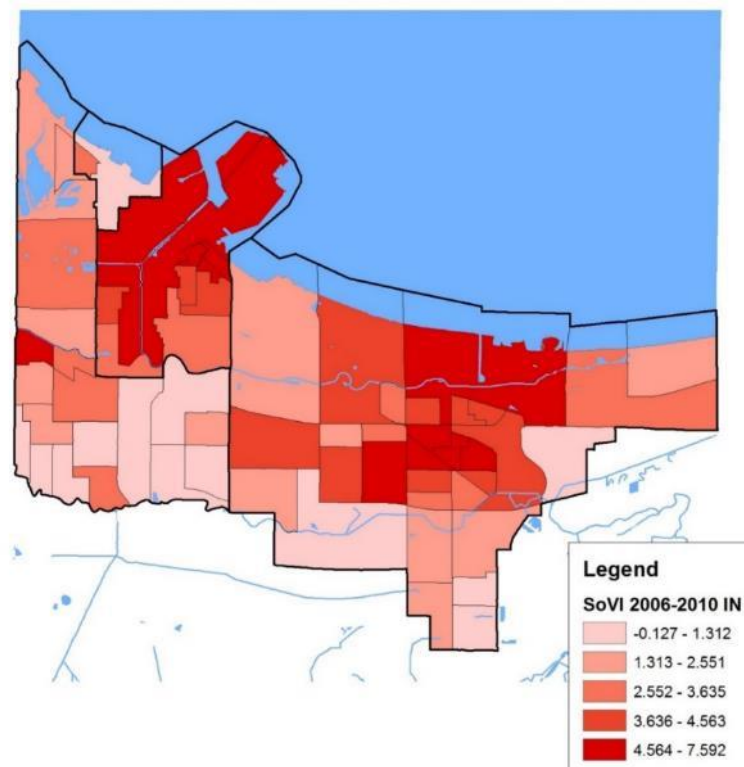 Legend
SoVI 2006-2010 IN
-0.127 - 1.312
1.313 - 2.551
2.552 - 3.635
3.636 - 4.563
4.564 - 7.592